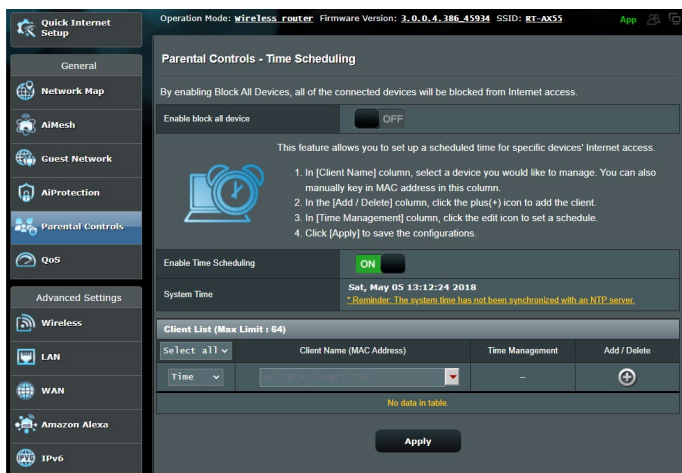 Quick Internet
Setup
Operation Mode: Wireless router Firmware Version: 3.0.0.4.386_45934 SSID: RT-AX55
App
General
Network Map
AiMesh
Guest Network
AiProtection
Parental Controls
QoS
Advanced Settings
Wireless
LAN
WAN
Amazon Alexa
IPv6
IPV6
Parental Controls - Time Scheduling
By enabling Block All Devices, all of the connected devices will be blocked from Internet access.
Enable block all device
OFF
This feature allows you to set up a scheduled time for specific devices' Internet access.
1. In [Client Name] column, select a device you would like to manage. You can also
manually key in MAC address in this column.
2. In the [Add / Delete] column, click the plus(+) icon to add the client.
3. In [Time Management] column, click the edit icon to set a schedule.
4. Click [Apply] to save the configurations.
Enable Time Scheduling
ON
System Time
Sat, May 05 13:12:24 2018
* Reminder: The system time has not been synchronized with an NTP server.
Client List (Max Limit : 64)
Select all
Client Name (MAC Address)
Time Management
Add / Delete
Time
–
No data in table.
Apply